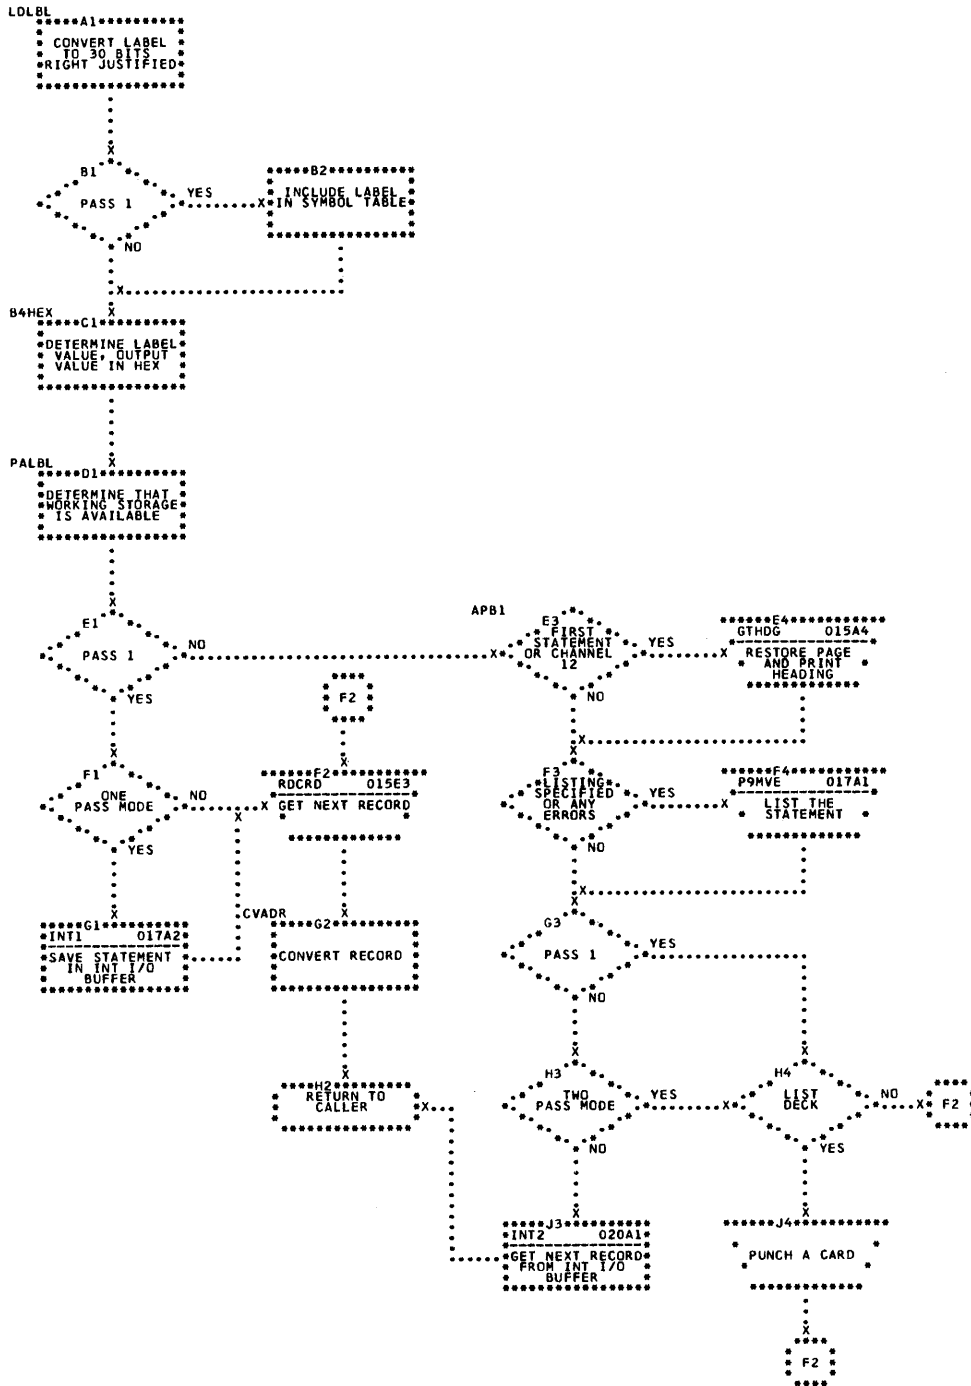 LDLBL
A1
CONVERT LABEL
TO 30 BITS
RIGHT JUSTIFIED
B1
PASS 1
YES
NO
B2
INCLUDE LABEL
IN SYMBOL TABLE
B4HEX
C1
DETERMINE LABEL
VALUE, OUTPUT
VALUE IN HEX
PALBL
D1
DETERMINE THAT
WORKING STORAGE
IS AVAILABLE
E1
PASS 1
NO
YES
APB1
E3
FIRST
STATEMENT
OR CHANNEL
12
YES
NO
E4
GTHDG 015A4
RESTORE PAGE
AND PRINT
HEADING
F2
F1
ONE
PASS MODE
NO
YES
F2
RDCRD 015E3
GET NEXT RECORD
F3
LISTING
SPECIFIED
OR ANY
ERRORS
YES
NO
F4
P9MVE 017A1
LIST THE
STATEMENT
G1
INT1 017A2
SAVE STATEMENT
IN INT I/O
BUFFER
CVADR
G2
CONVERT RECORD
G3
PASS 1
YES
NO
H2
RETURN TO
CALLER
H3
TWO
PASS MODE
YES
NO
H4
LIST
DECK
NO
YES
F2
J3
INT2 020A1
GET NEXT RECORD
FROM INT I/O
BUFFER
J4
PUNCH A CARD
F2